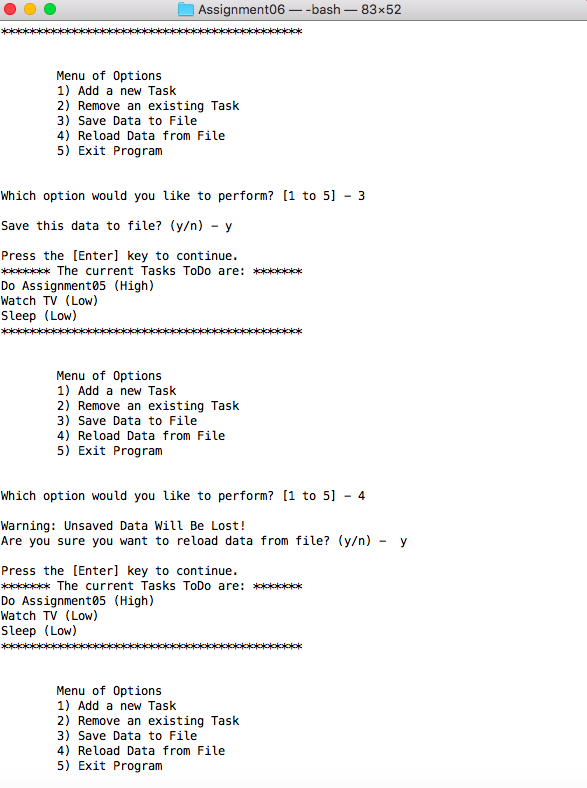 Assignment06 — -bash — 83×52
*******************************************
Menu of Options
1) Add a new Task
2) Remove an existing Task
3) Save Data to File
4) Reload Data from File
5) Exit Program
Which option would you like to perform? [1 to 5] - 3
Save this data to file? (y/n) - y
Press the [Enter] key to continue.
******* The current Tasks ToDo are: *******
Do Assignment05 (High)
Watch TV (Low)
Sleep (Low)
*******************************************
Menu of Options
1) Add a new Task
2) Remove an existing Task
3) Save Data to File
4) Reload Data from File
5) Exit Program
Which option would you like to perform? [1 to 5] - 4
Warning: Unsaved Data Will Be Lost!
Are you sure you want to reload data from file? (y/n) -  y
Press the [Enter] key to continue.
******* The current Tasks ToDo are: *******
Do Assignment05 (High)
Watch TV (Low)
Sleep (Low)
*******************************************
Menu of Options
1) Add a new Task
2) Remove an existing Task
3) Save Data to File
4) Reload Data from File
5) Exit Program